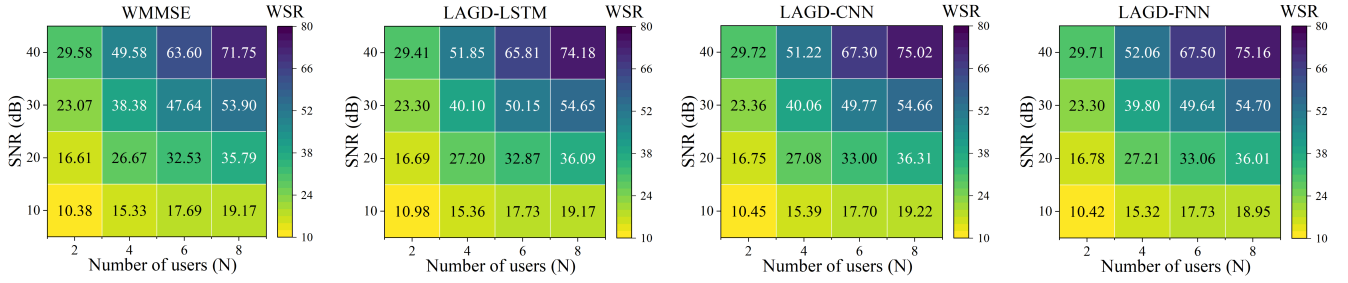 WMMSE WSR
SNR (dB)
40 29.58 49.58 63.60 71.75
30 23.07 38.38 47.64 53.90
20 16.61 26.67 32.53 35.79
10 10.38 15.33 17.69 19.17
2 4 6 8
Number of users (N)
80
66
52
38
24
10
LAGD-LSTM WSR
SNR (dB)
40 29.41 51.85 65.81 74.18
30 23.30 40.10 50.15 54.65
20 16.69 27.20 32.87 36.09
10 10.98 15.36 17.73 19.17
2 4 6 8
Number of users (N)
80
66
52
38
24
10
LAGD-CNN WSR
SNR (dB)
40 29.72 51.22 67.30 75.02
30 23.36 40.06 49.77 54.66
20 16.75 27.08 33.00 36.31
10 10.45 15.39 17.70 19.22
2 4 6 8
Number of users (N)
80
66
52
38
24
10
LAGD-FNN WSR
SNR (dB)
40 29.71 52.06 67.50 75.16
30 23.30 39.80 49.64 54.70
20 16.78 27.21 33.06 36.01
10 10.42 15.32 17.73 18.95
2 4 6 8
Number of users (N)
80
66
52
38
24
10